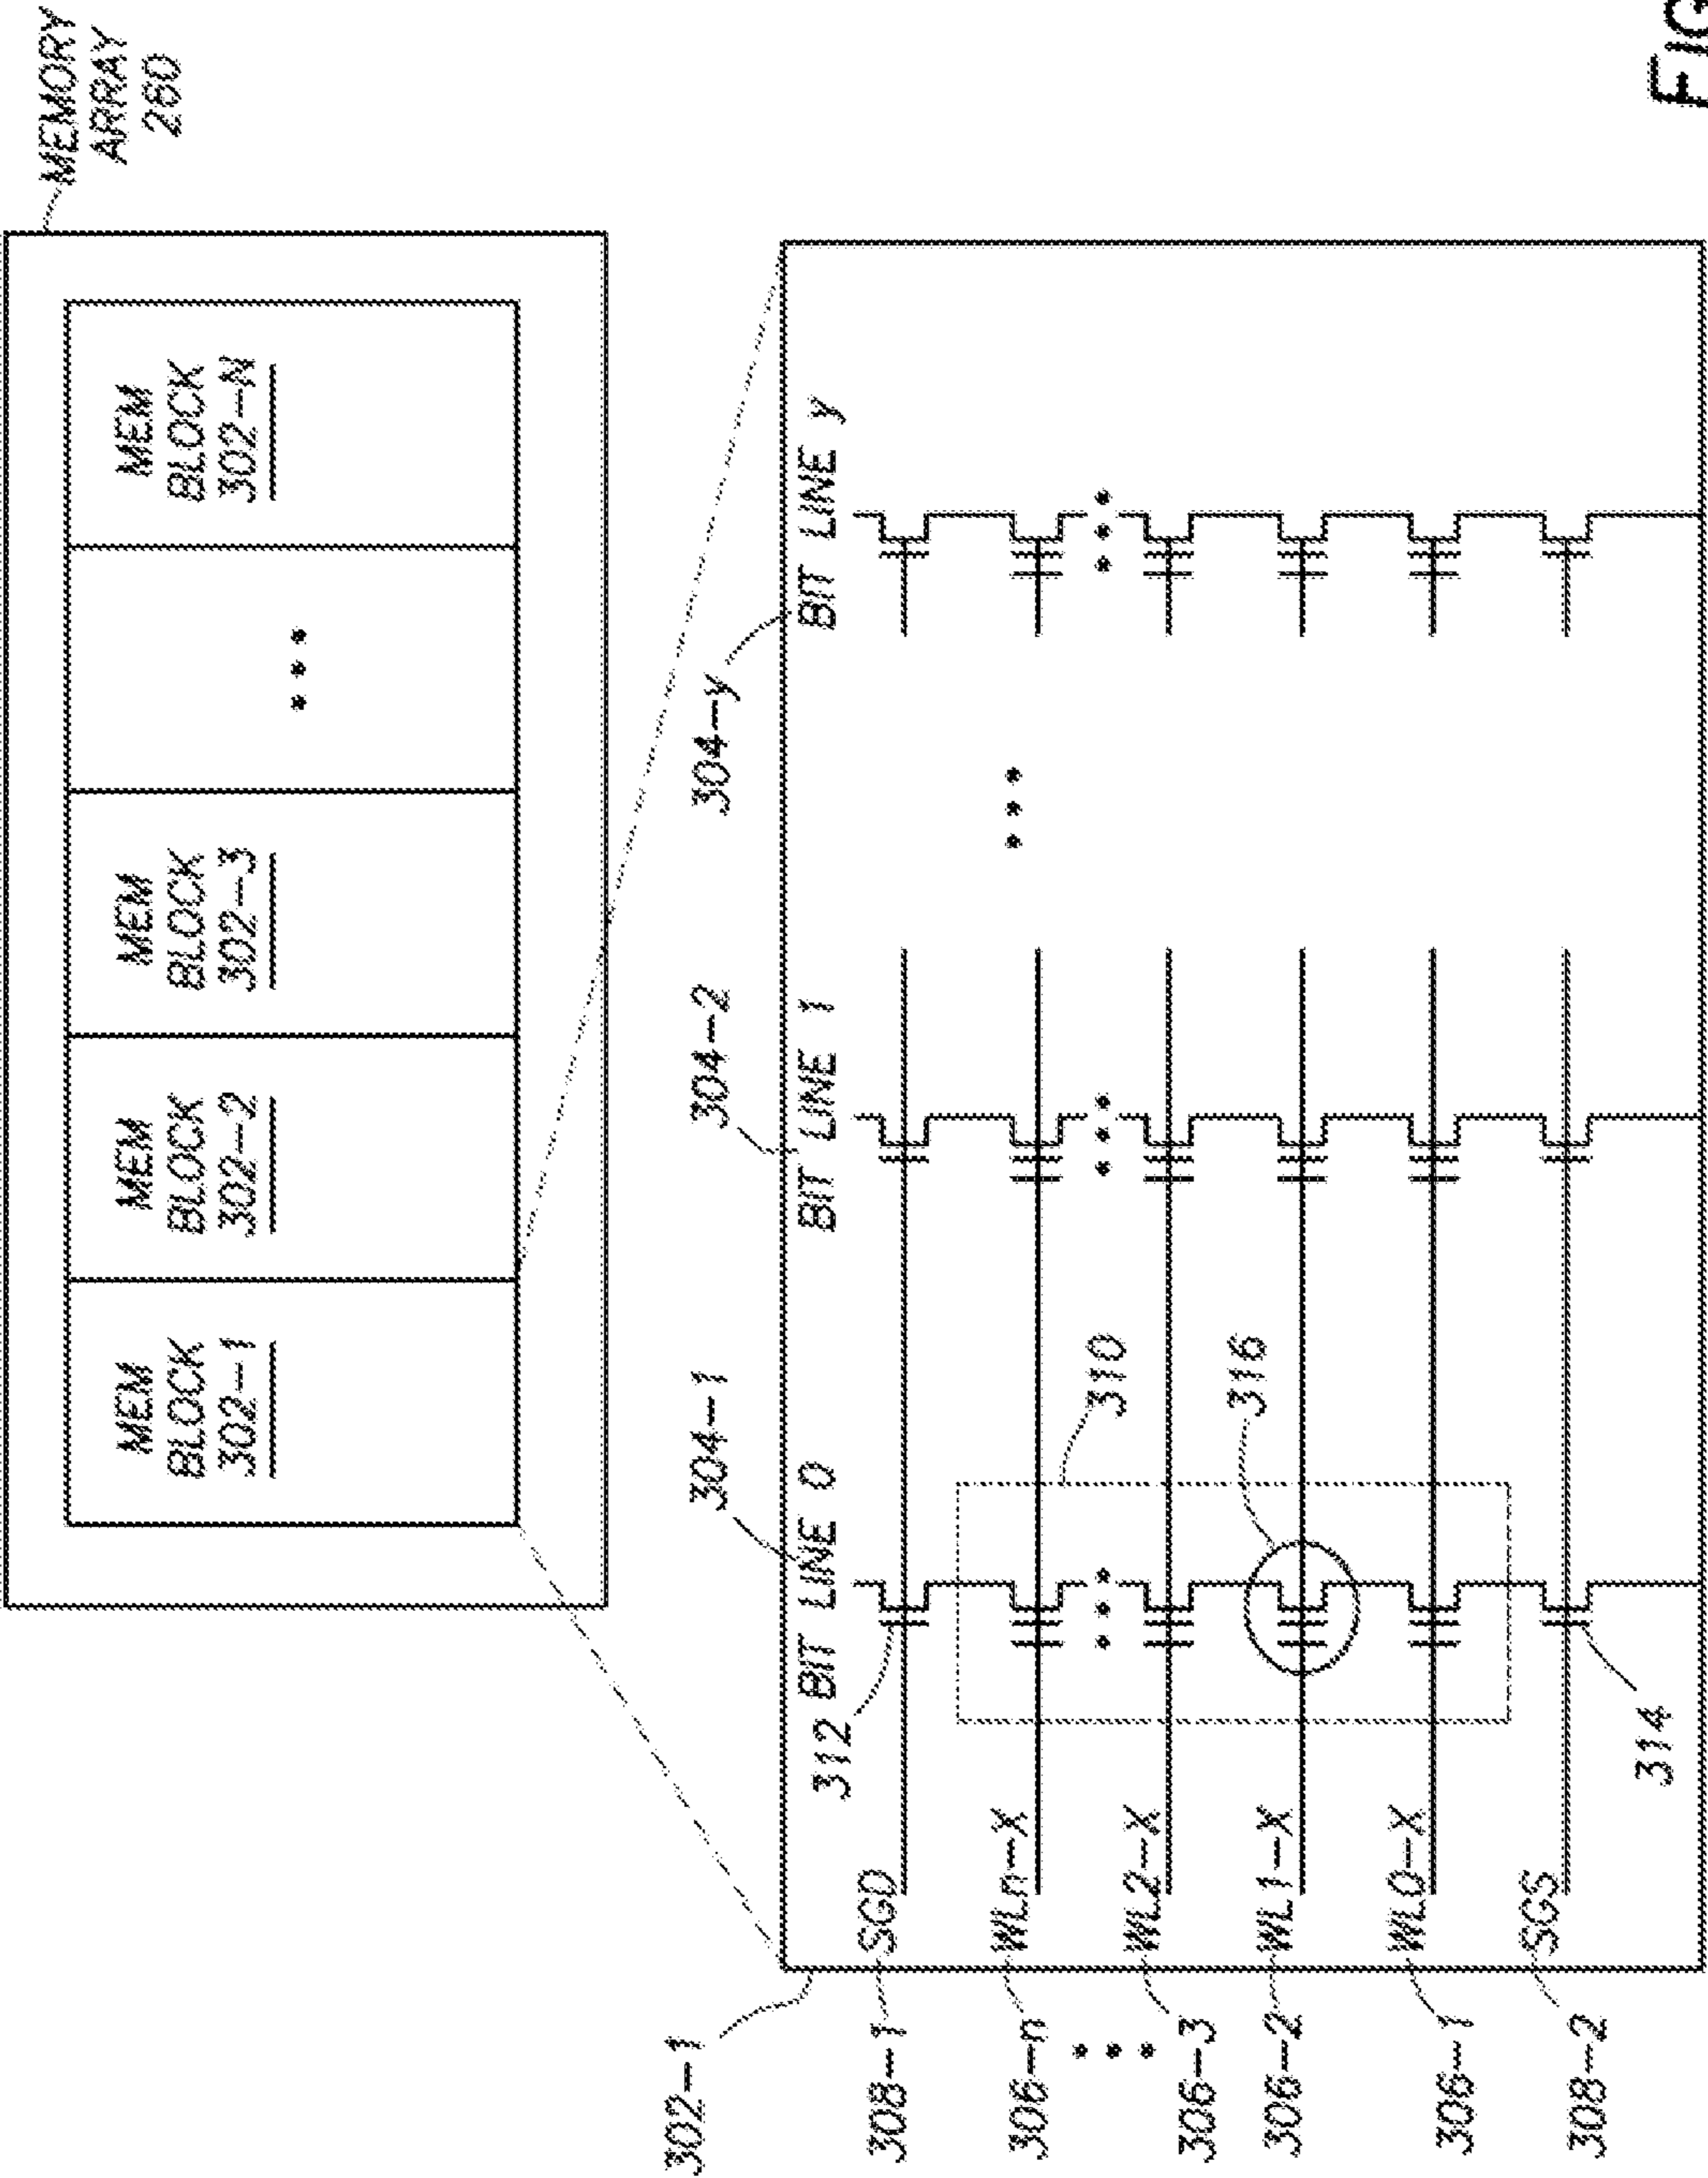 MEMORY
ARRAY
260
MEM
BLOCK
302-1
MEM
BLOCK
302-2
MEM
BLOCK
302-3
•••
MEM
BLOCK
302-N
302-1
304-1
304-2
304-y
312
BIT LINE 0
BIT LINE 1
BIT LINE y
308-1
SGD
306-n
WLn-X
310
306-3
WL2-X
306-2
WL1-X
316
306-1
WL0-X
308-2
SGS
314
FIG